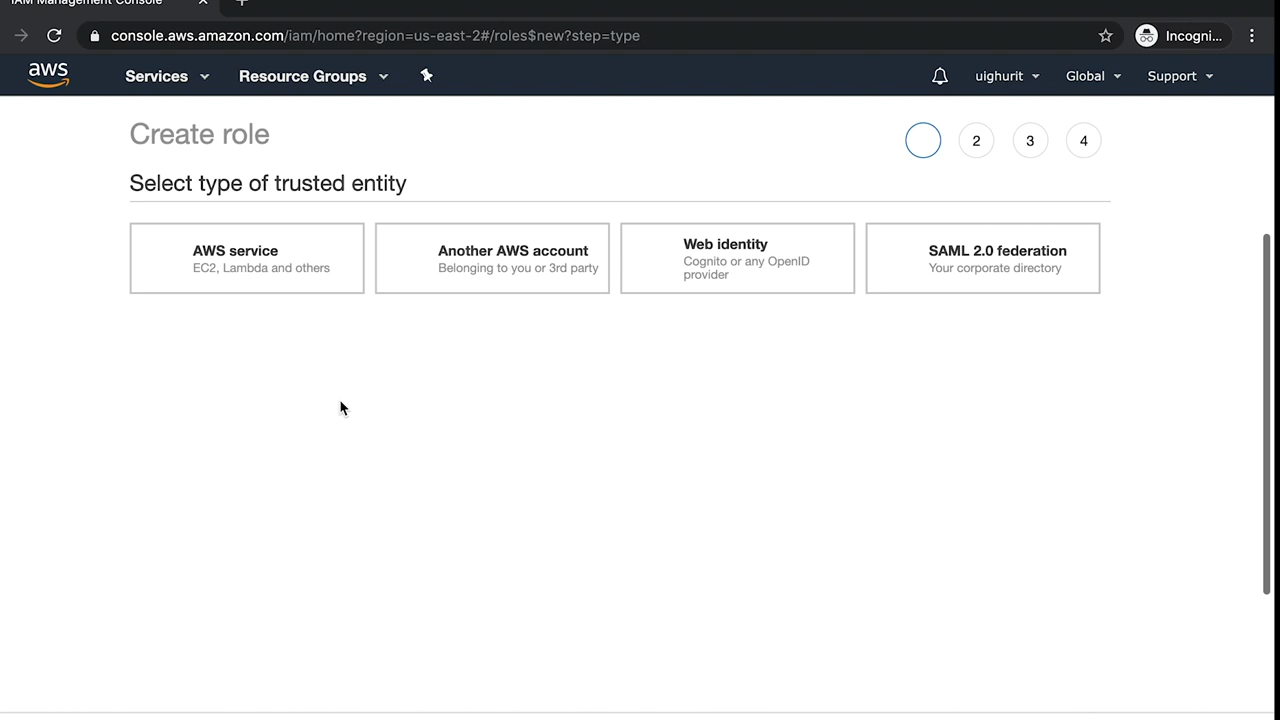 IAM Management Console
console.aws.amazon.com/iam/home?region=us-east-2#/roles$new?step=type
Incogni...
aws
Services
Resource Groups
uighurit
Global
Support
Create role
2
3
4
Select type of trusted entity
AWS service
EC2, Lambda and others
Another AWS account
Belonging to you or 3rd party
Web identity
Cognito or any OpenID
provider
SAML 2.0 federation
Your corporate directory